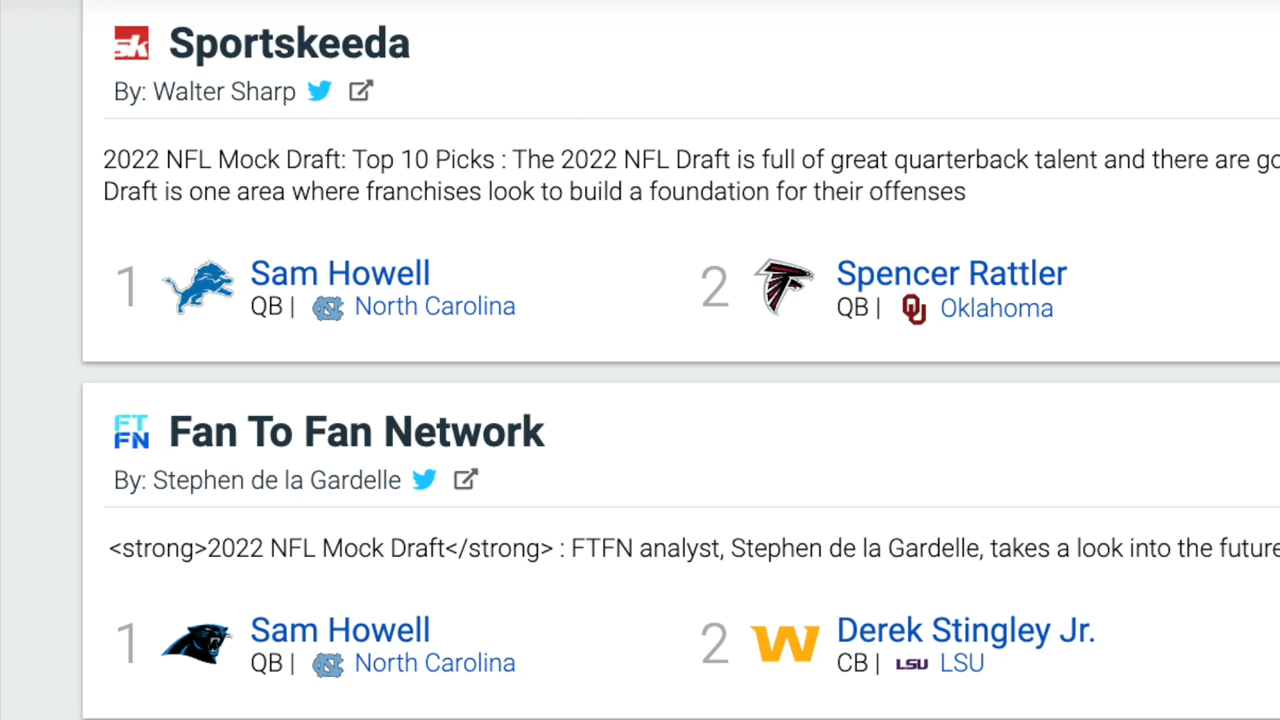 sk Sportskeeda
By: Walter Sharp
2022 NFL Mock Draft: Top 10 Picks : The 2022 NFL Draft is full of great quarterback talent and there are go
Draft is one area where franchises look to build a foundation for their offenses
1 Sam Howell
QB | North Carolina
2 Spencer Rattler
QB | OU Oklahoma
FT
FN Fan To Fan Network
By: Stephen de la Gardelle
<strong>2022 NFL Mock Draft</strong> : FTFN analyst, Stephen de la Gardelle, takes a look into the future
1 Sam Howell
QB | North Carolina
2 W Derek Stingley Jr.
CB | LSU LSU